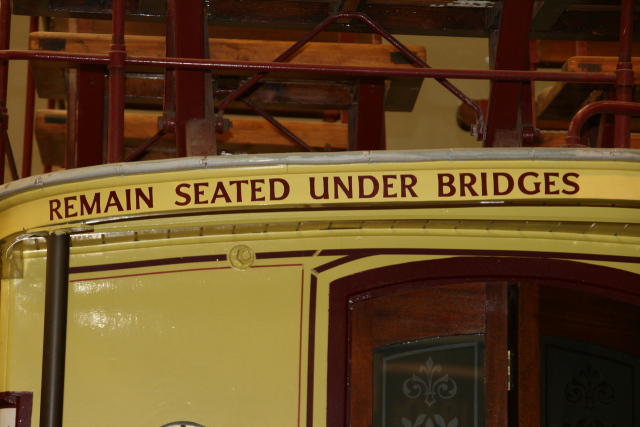 REMAIN SEATED UNDER BRIDGES